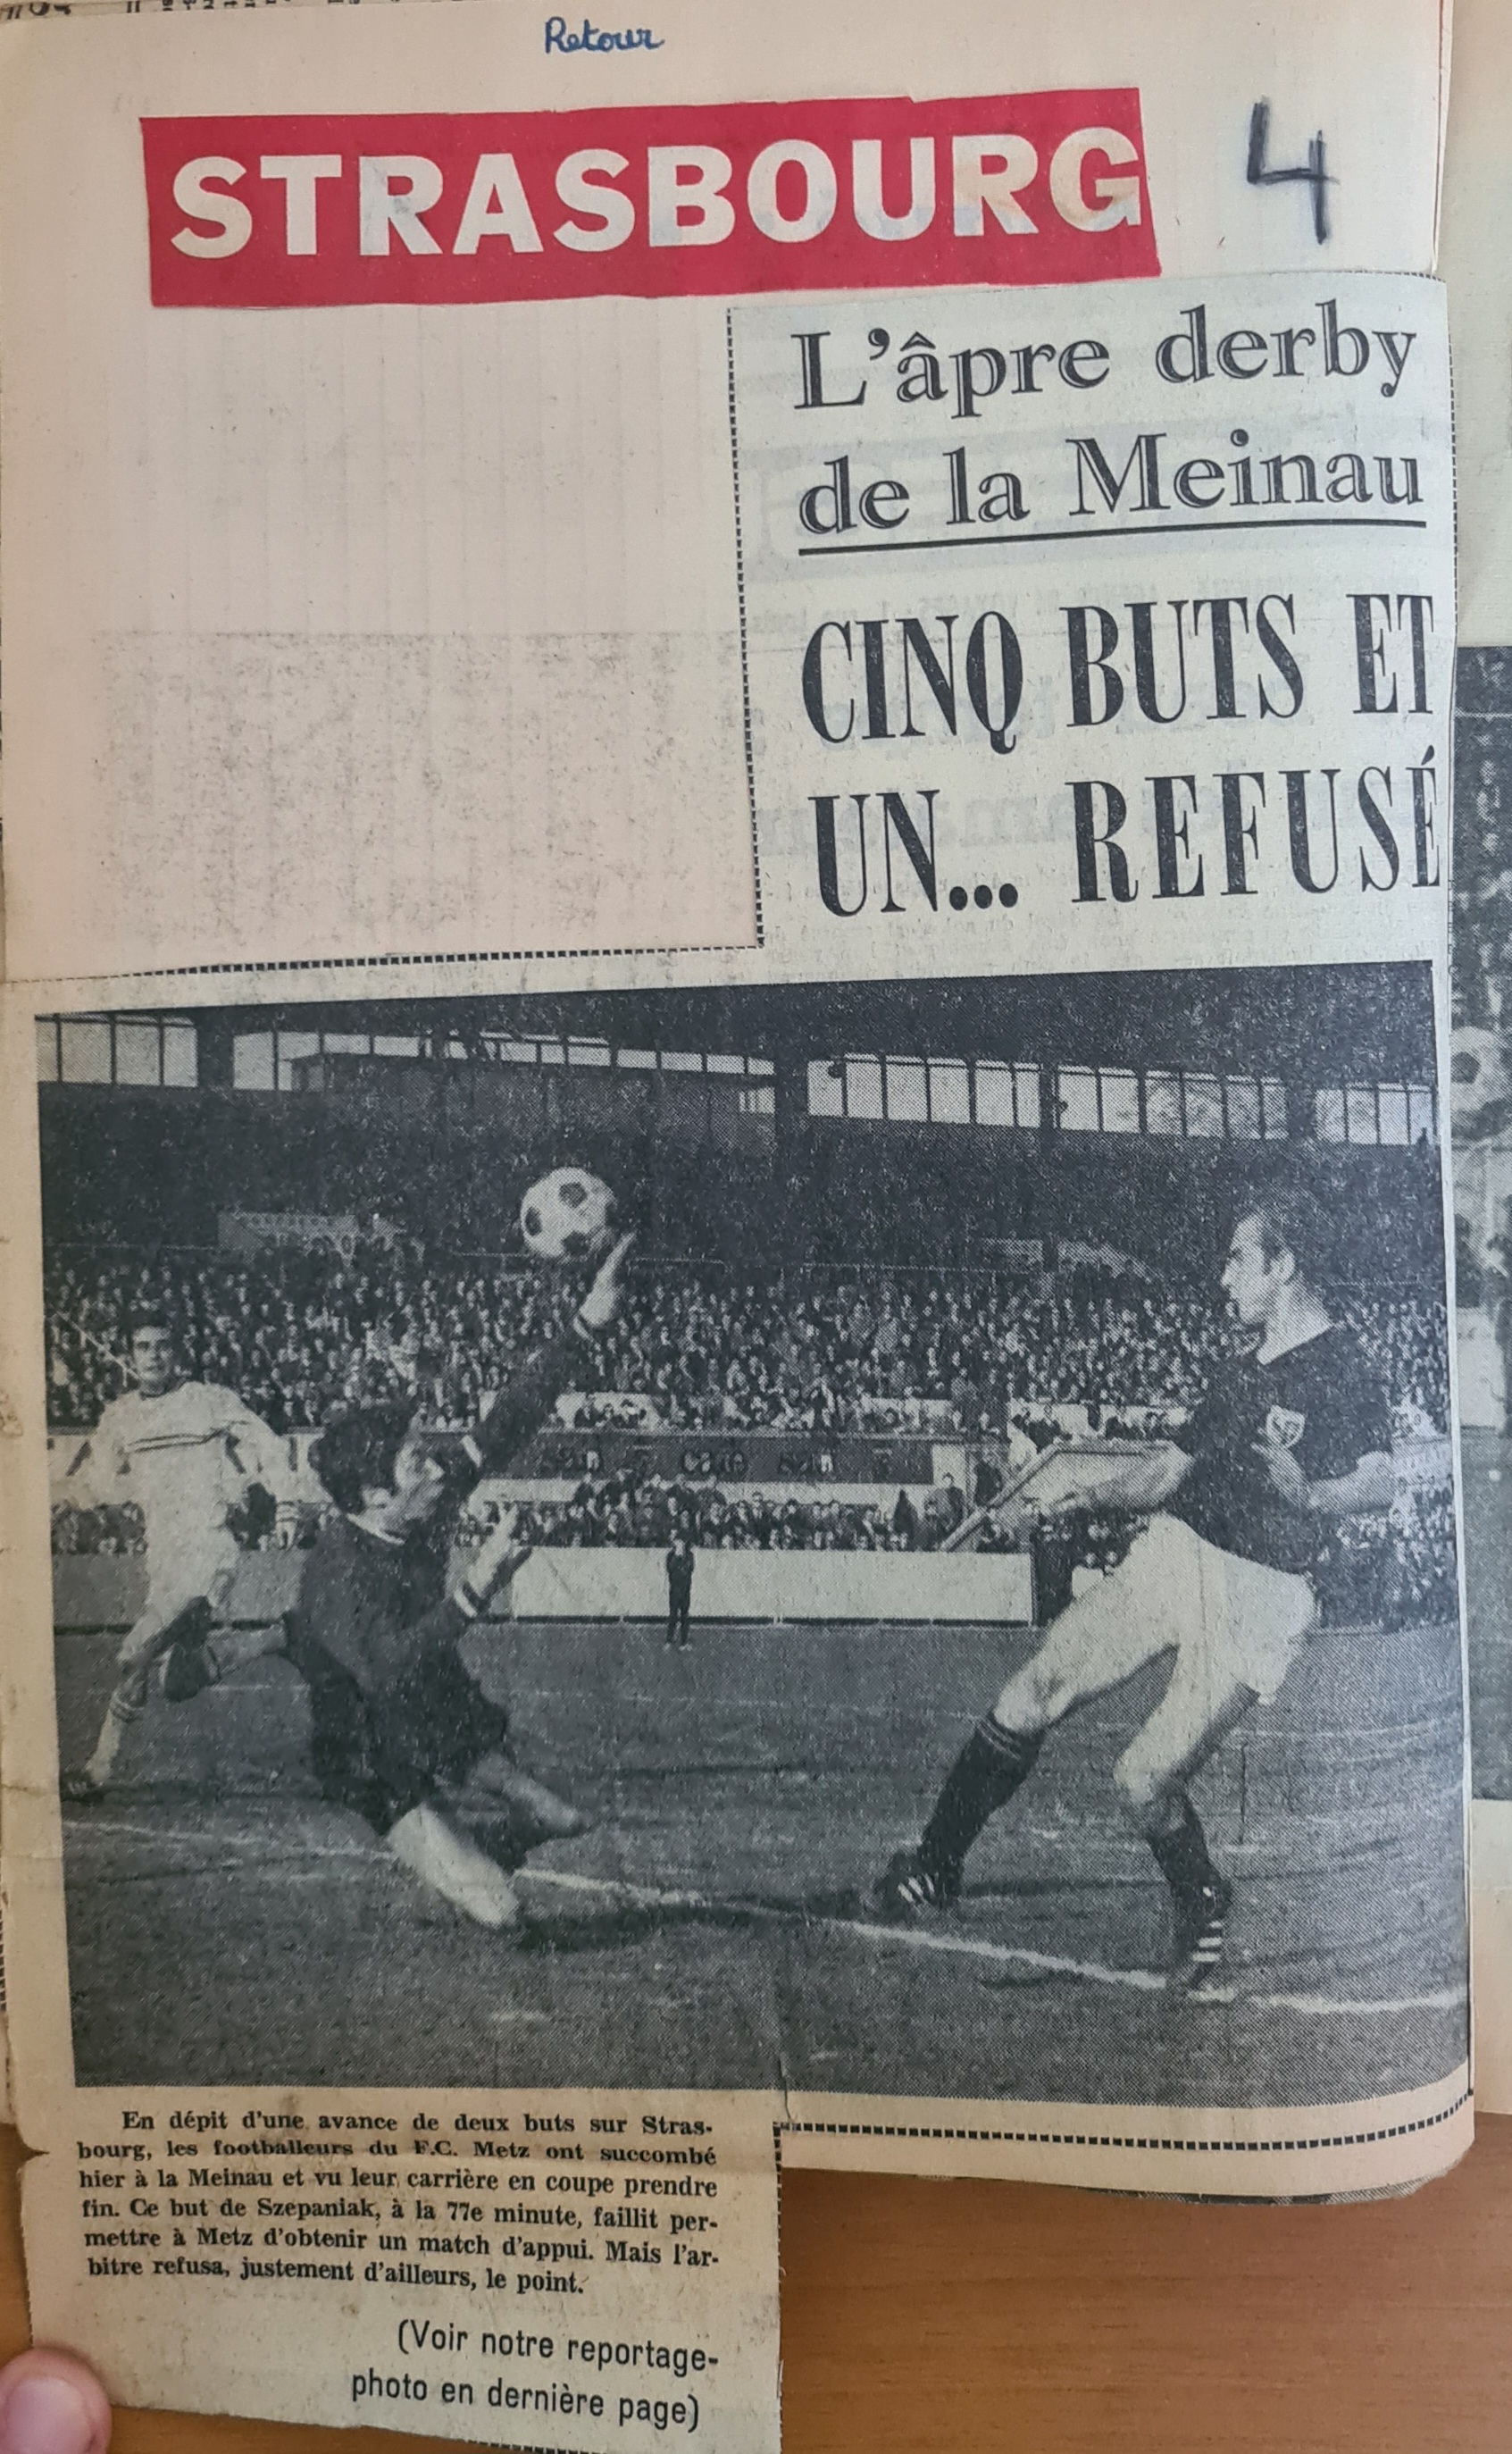 Retour
STRASBOURG
4
L'âpre derby
de la Meinau
CINQ BUTS ET
UN... REFUSÉ
En dépit d'une avance de deux buts sur Stras-
bourg, les footballeurs du F.C. Metz ont succombé
hier à la Meinau et vu leur carrière en coupe prendre
fin. Ce but de Szepaniak, à la 77e minute, faillit per-
mettre à Metz d'obtenir un match d'appui. Mais l'ar-
bitre refusa, justement d'ailleurs, le point.
(Voir notre reportage-
photo en dernière page)